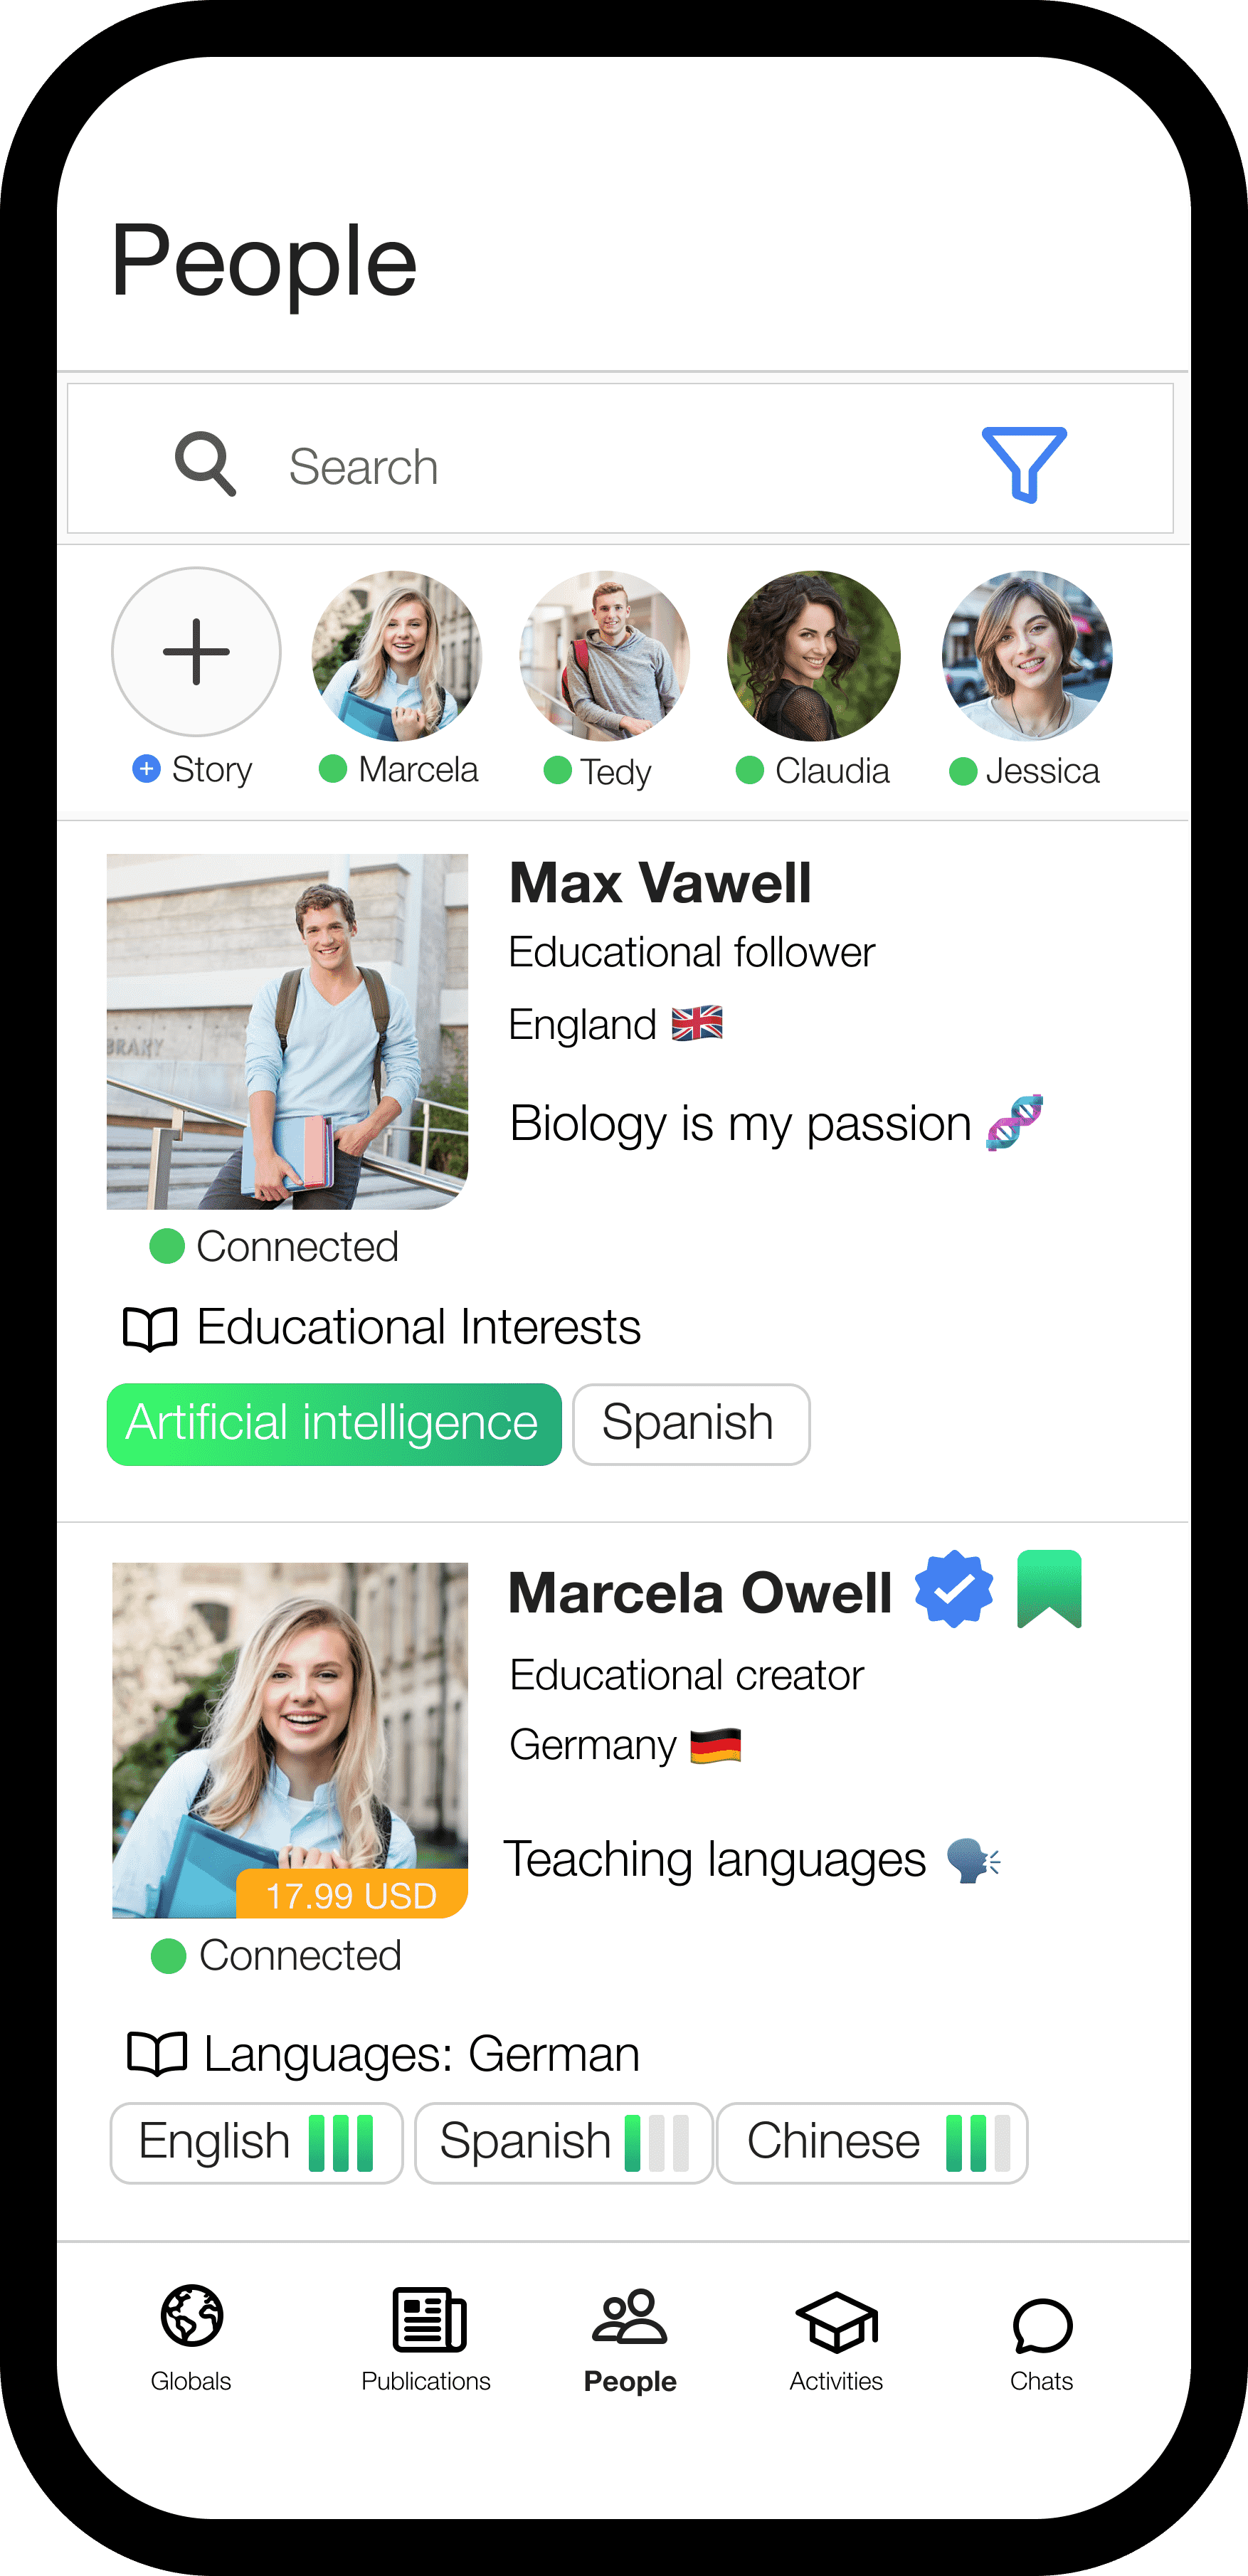 People
Search
Story
Marcela
Tedy
Claudia
Jessica
Max Vawell
Educational follower
England 🇬🇧
Biology is my passion 🧬
BRARY
Connected
Educational Interests
Artificial intelligence
Spanish
Marcela Owell
Educational creator
Germany 🇩🇪
Teaching languages 🗣️
17.99 USD
Connected
Languages: German
English
Spanish
Chinese
Globals
Publications
People
Activities
Chats